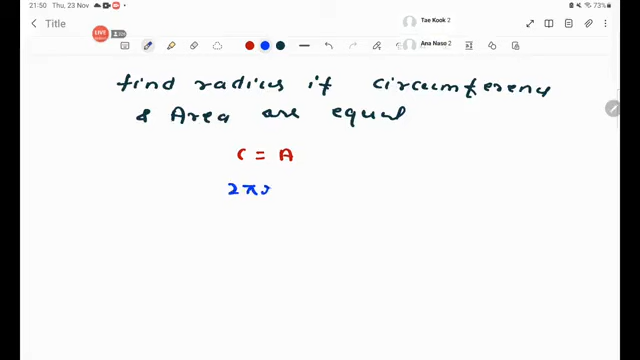 21:50 Thu, 23 Nov
73%
Tae Kook 2
Title
LIVE
Ana Naso 2
find radius if circumference
& Area are equal
C = A
2πr